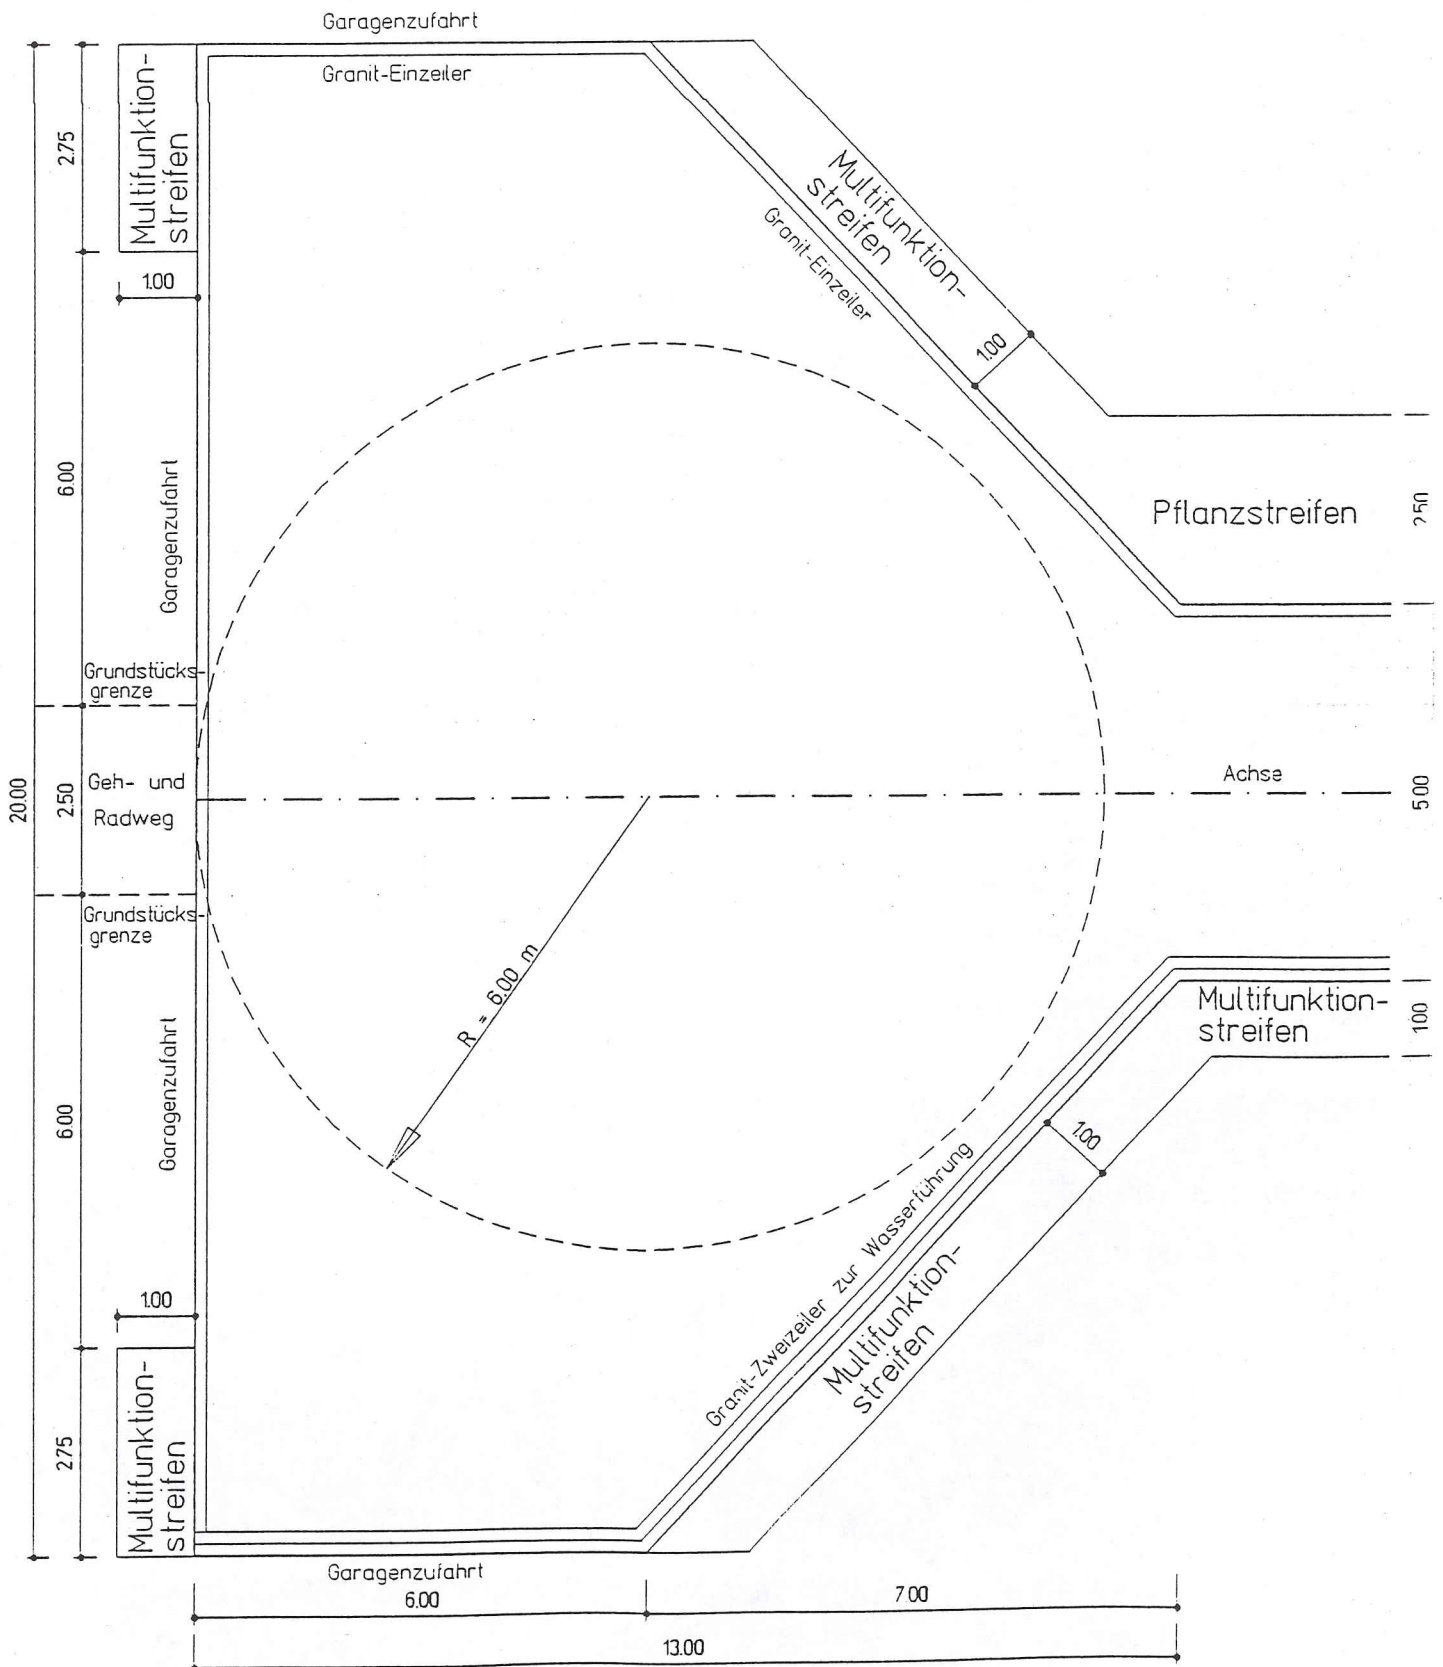 Garagenzufahrt
Granit-Einzeiler
Multifunktion-
streifen
2.75
1.00
Multifunktion-
streifen
Granit-Einzeiler
1.00
6.00
Garagenzufahrt
Pflanzstreifen
2.50
Grundstücks-
grenze
20.00
2.50
Geh- und
Radweg
Achse
5.00
Grundstücks-
grenze
R = 6.00 m
Multifunktion-
streifen
1.00
6.00
Garagenzufahrt
1.00
Granit-Zweizeiler zur Wasserführung
Multifunktion-
streifen
1.00
2.75
Multifunktion-
streifen
Garagenzufahrt
6.00
7.00
13.00